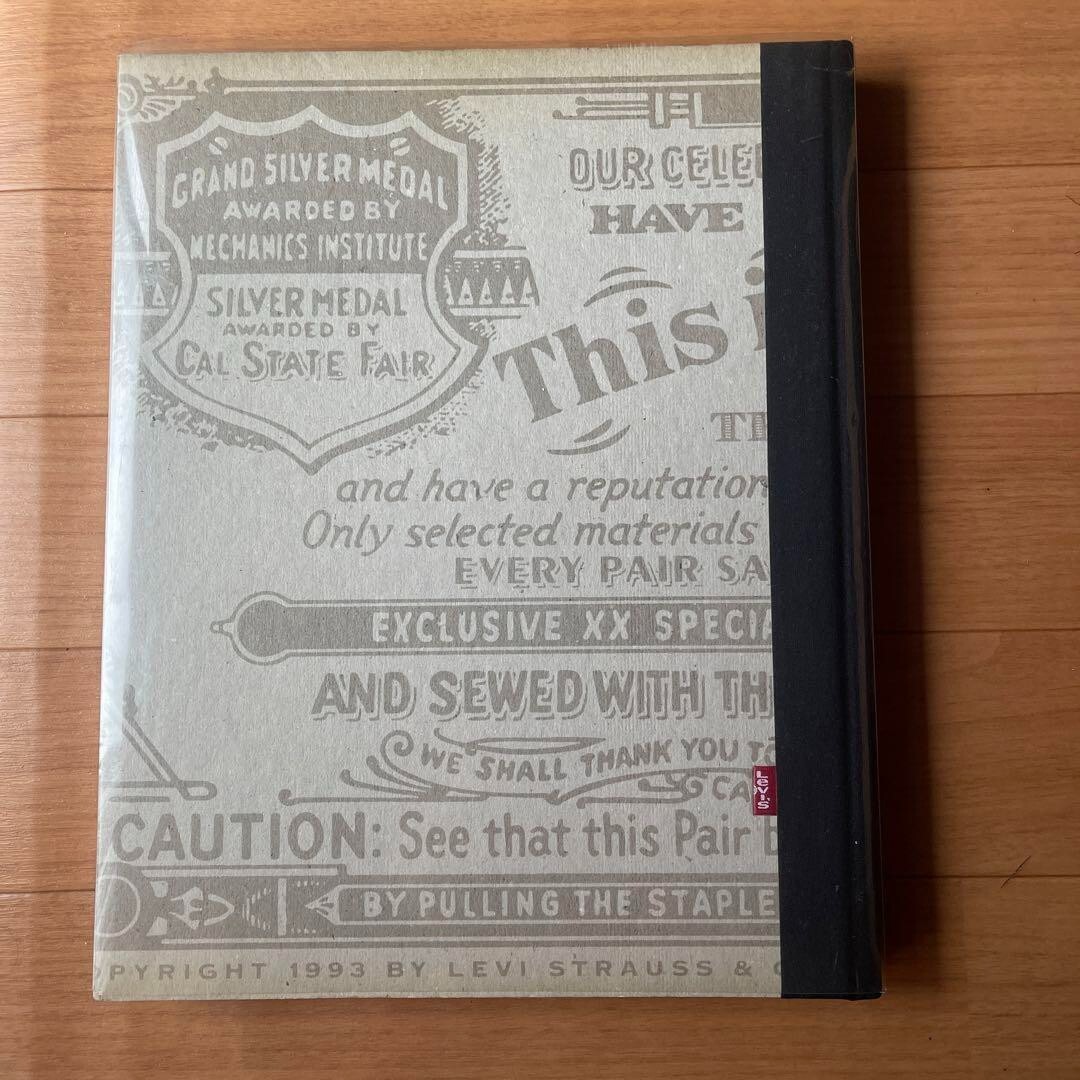 GRAND SILVER MEDAL
AWARDED BY
MECHANICS INSTITUTE
SILVER MEDAL
AWARDED BY
CAL STATE FAIR
OUR CELE
HAVE
This i
T
and have a reputation
Only selected materials
EVERY PAIR SA
EXCLUSIVE XX SPECIA
AND SEWED WITH TH
WE SHALL THANK YOU TO
CA
LEVI'S
CAUTION: See that this Pair b
BY PULLING THE STAPLE
PYRIGHT 1993 BY LEVI STRAUSS & C